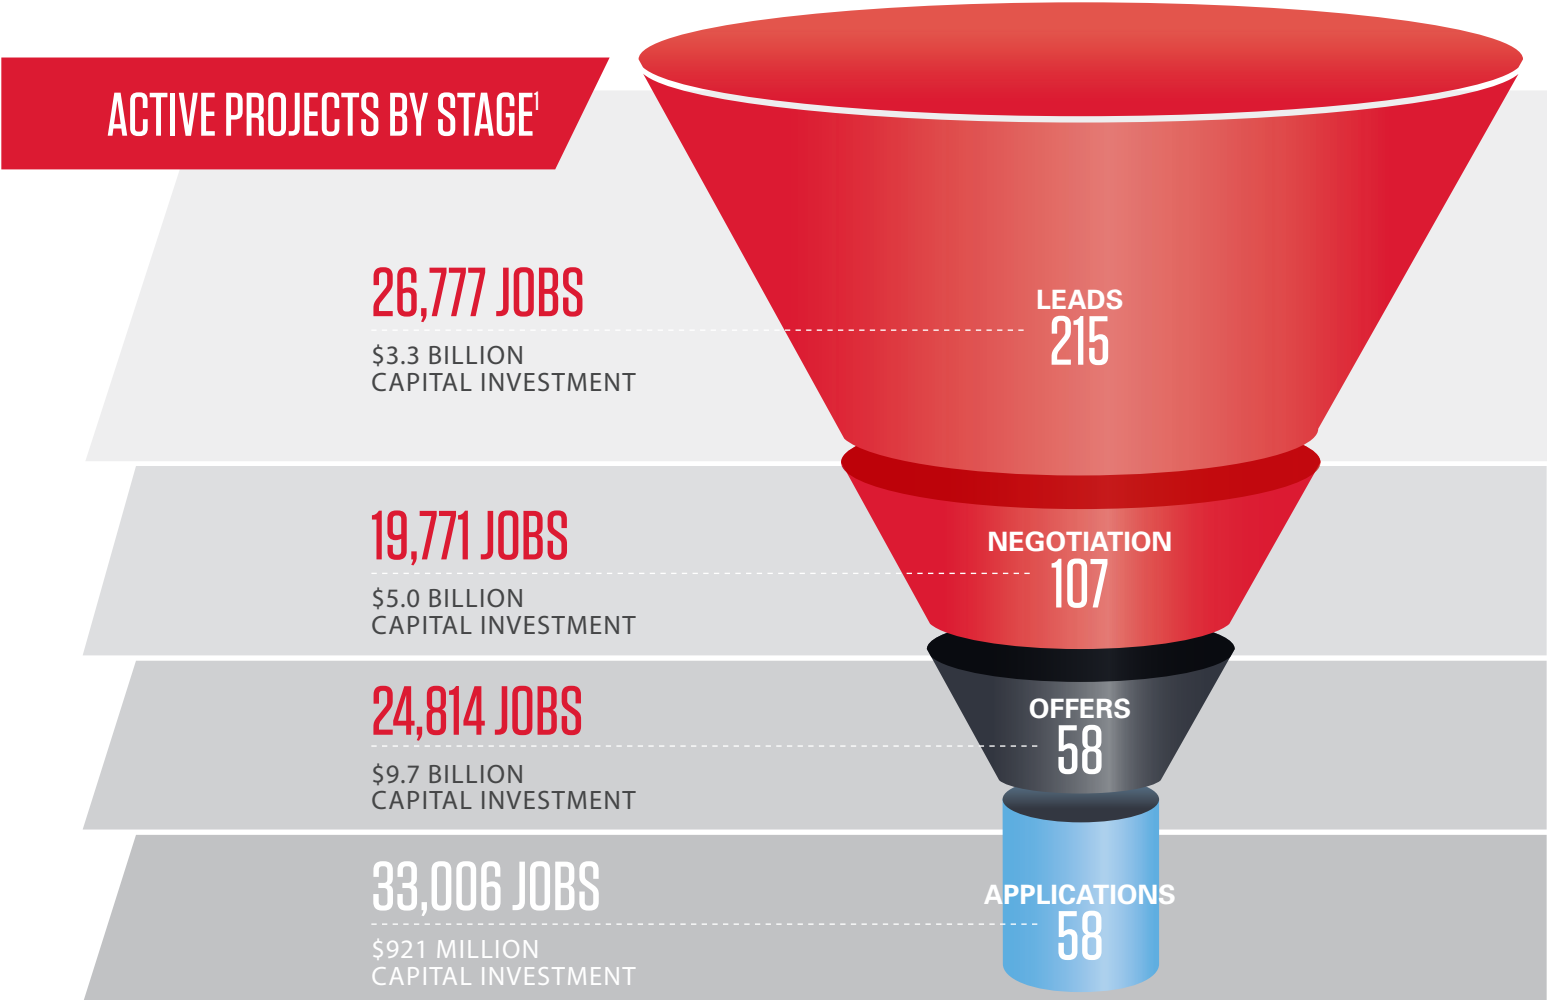 ACTIVE PROJECTS BY STAGE¹
26,777 JOBS
$3.3 BILLION
CAPITAL INVESTMENT
LEADS
215
19,771 JOBS
$5.0 BILLION
CAPITAL INVESTMENT
NEGOTIATION
107
24,814 JOBS
$9.7 BILLION
CAPITAL INVESTMENT
OFFERS
58
33,006 JOBS
$921 MILLION
CAPITAL INVESTMENT
APPLICATIONS
58